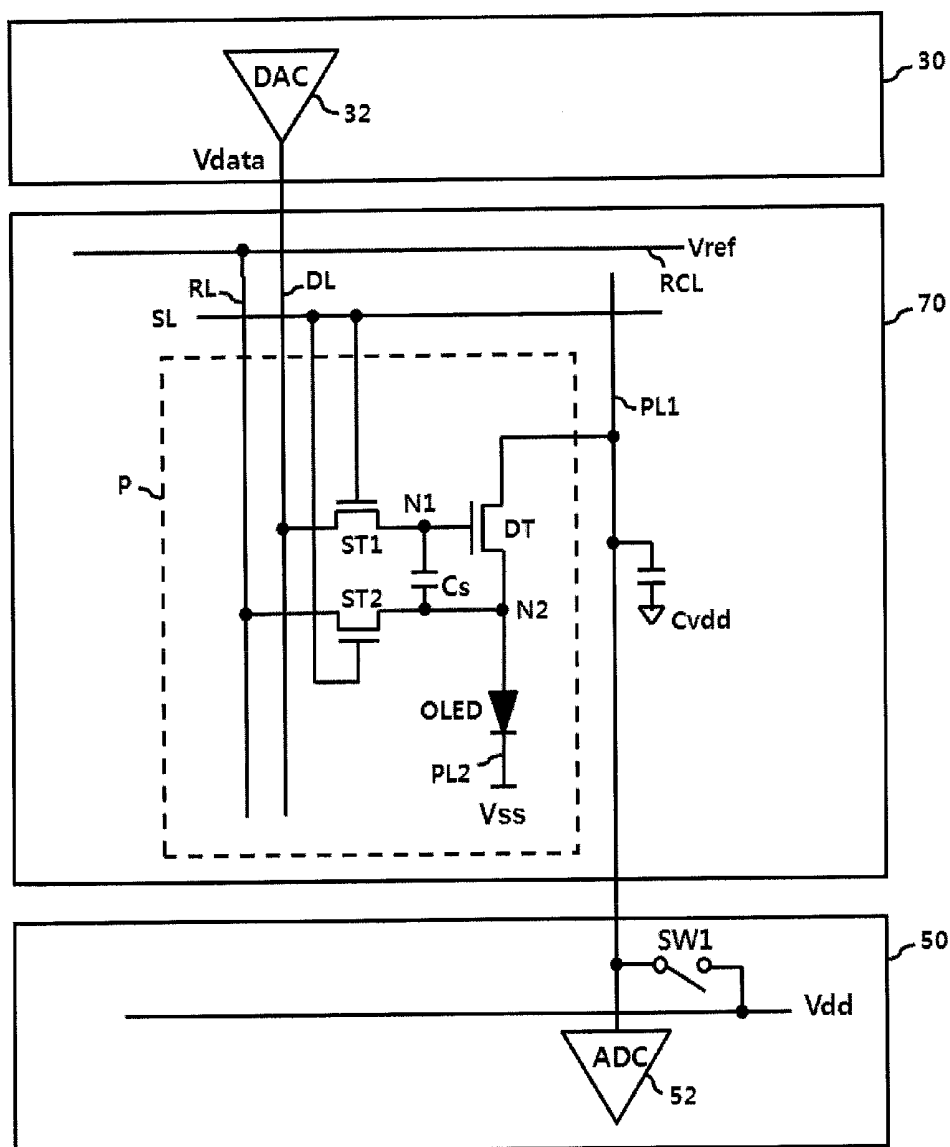 DAC
30
32
Vdata
Vref
RL
DL
RCL
SL
70
PL1
P
N1
ST1
DT
Cs
ST2
N2
Cvdd
OLED
PL2
Vss
SW1
50
Vdd
ADC
52